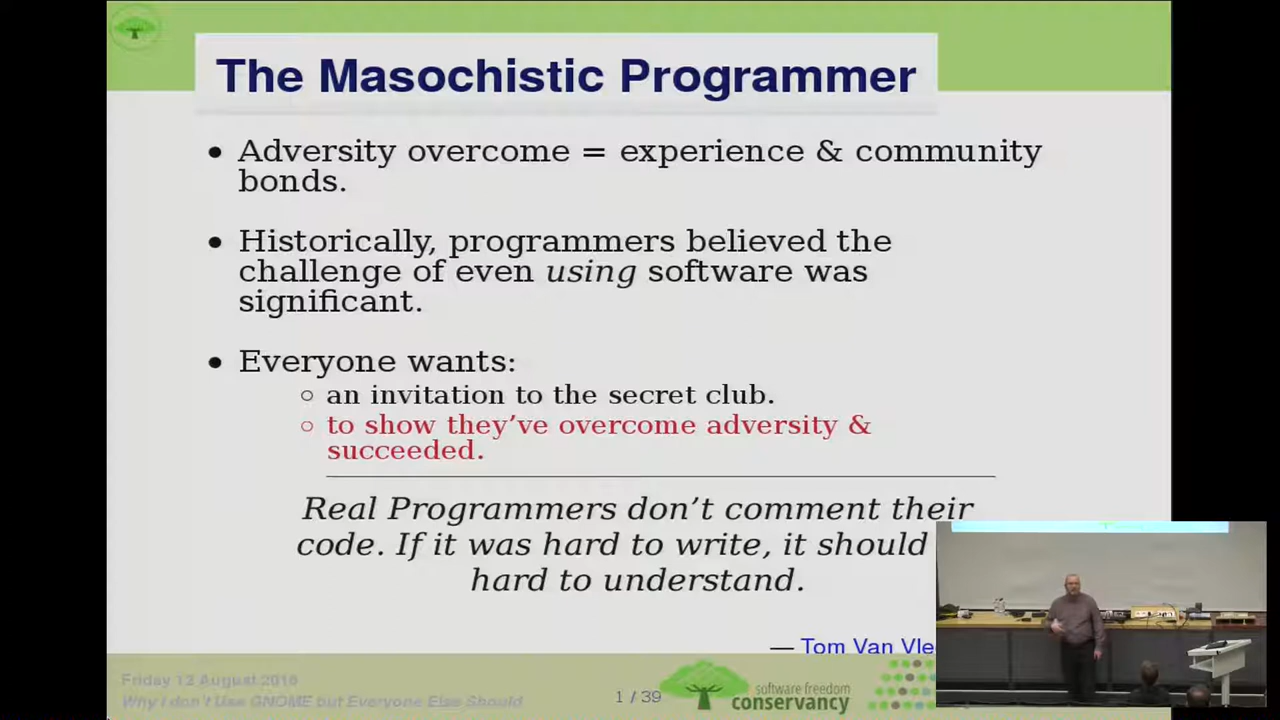 The Masochistic Programmer
• Adversity overcome = experience & community
bonds.
• Historically, programmers believed the
challenge of even using software was
significant.
• Everyone wants:
○ an invitation to the secret club.
○ to show they've overcome adversity &
succeeded.
Real Programmers don't comment their
code. If it was hard to write, it should
hard to understand.
— Tom Van Vle
Friday 12 August 2016
Why I don't Use GNOME but Everyone Else Should
1 / 39
software freedom
conservancy